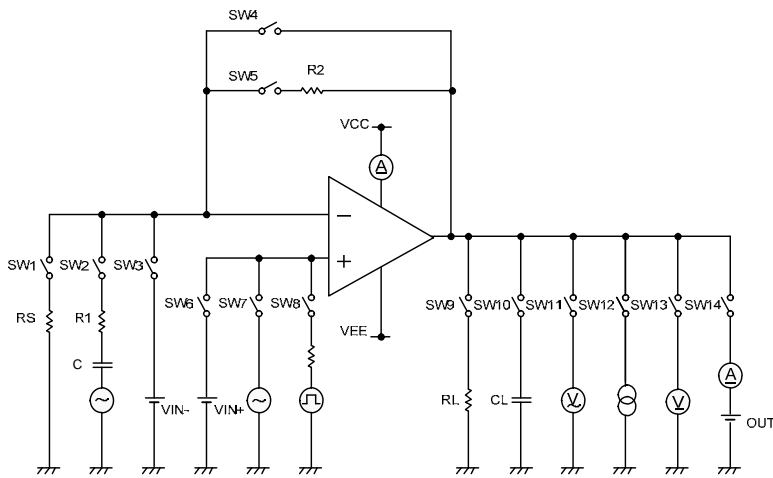 SW4
SW5
R2
VCC
A
−
+
SW1
SW2
SW3
SW6
SW7
SW8
SW9
SW10
SW11
SW12
SW13
SW14
RS
R1
VEE
C
A
VIN-
VIN+
RL
CL
V
V
OUT